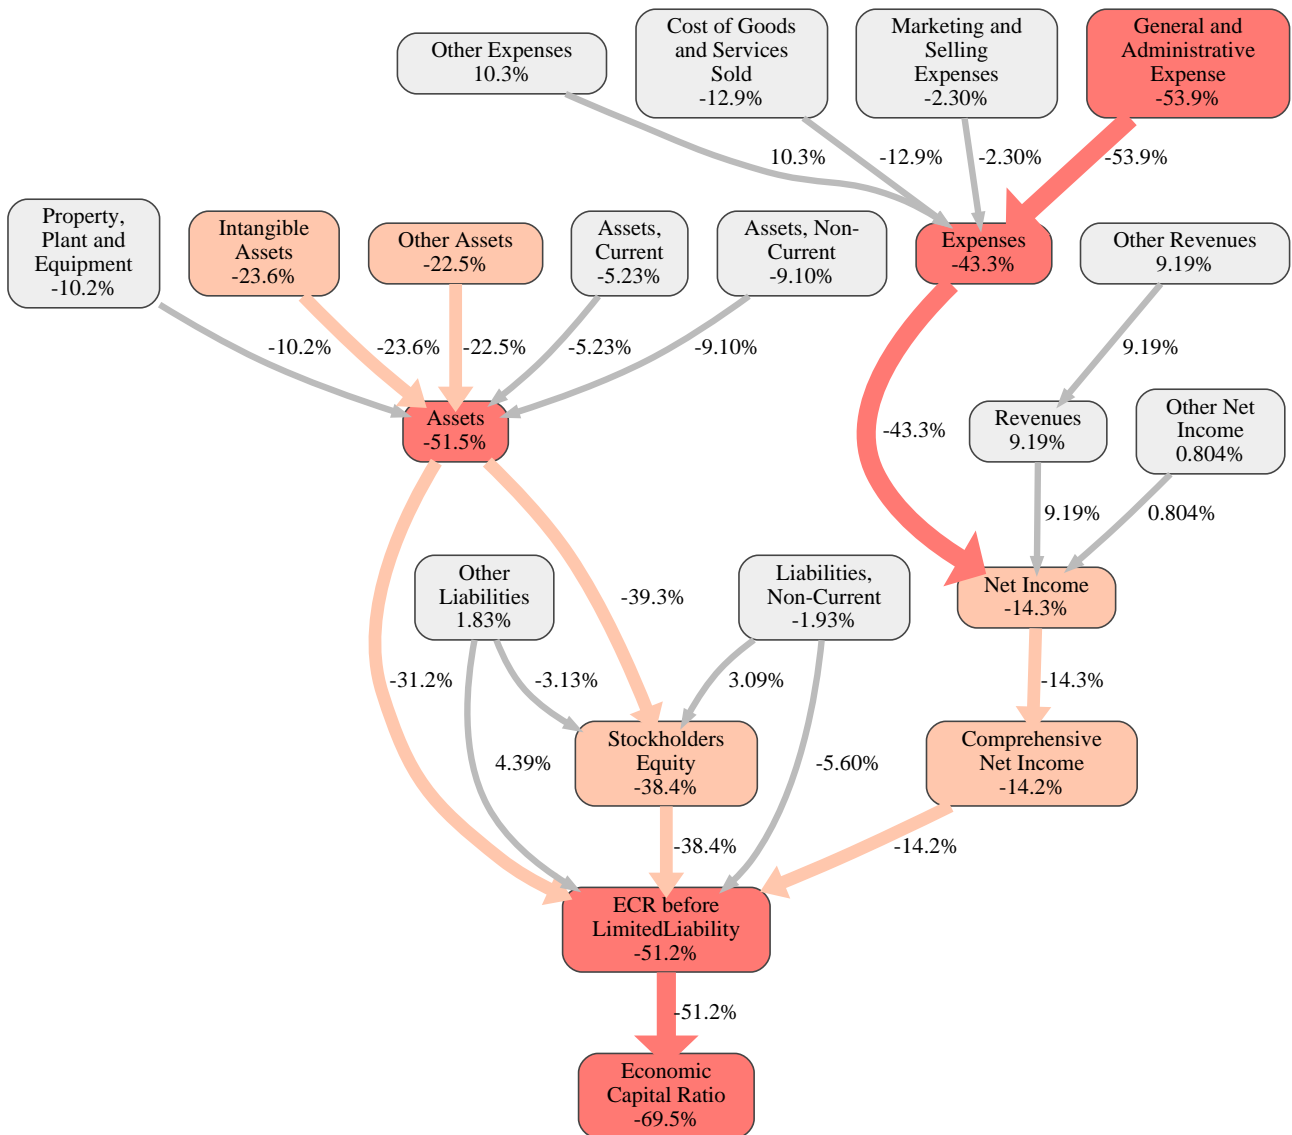 Other Expenses
10.3%
Cost of Goods
and Services
Sold
-12.9%
Marketing and
Selling
Expenses
-2.30%
General and
Administrative
Expense
-53.9%
10.3%
-12.9%
-2.30%
-53.9%
Property,
Plant and
Equipment
-10.2%
Intangible
Assets
-23.6%
Other Assets
-22.5%
Assets,
Current
-5.23%
Assets, Non-
Current
-9.10%
Expenses
-43.3%
Other Revenues
9.19%
-10.2%
-23.6%
-22.5%
-5.23%
-9.10%
9.19%
Assets
-51.5%
-43.3%
Revenues
9.19%
Other Net
Income
0.804%
9.19%
0.804%
Other
Liabilities
1.83%
-39.3%
Liabilities,
Non-Current
-1.93%
Net Income
-14.3%
-31.2%
-3.13%
3.09%
-14.3%
4.39%
Stockholders
Equity
-38.4%
-5.60%
Comprehensive
Net Income
-14.2%
-38.4%
-14.2%
ECR before
LimitedLiability
-51.2%
-51.2%
Economic
Capital Ratio
-69.5%